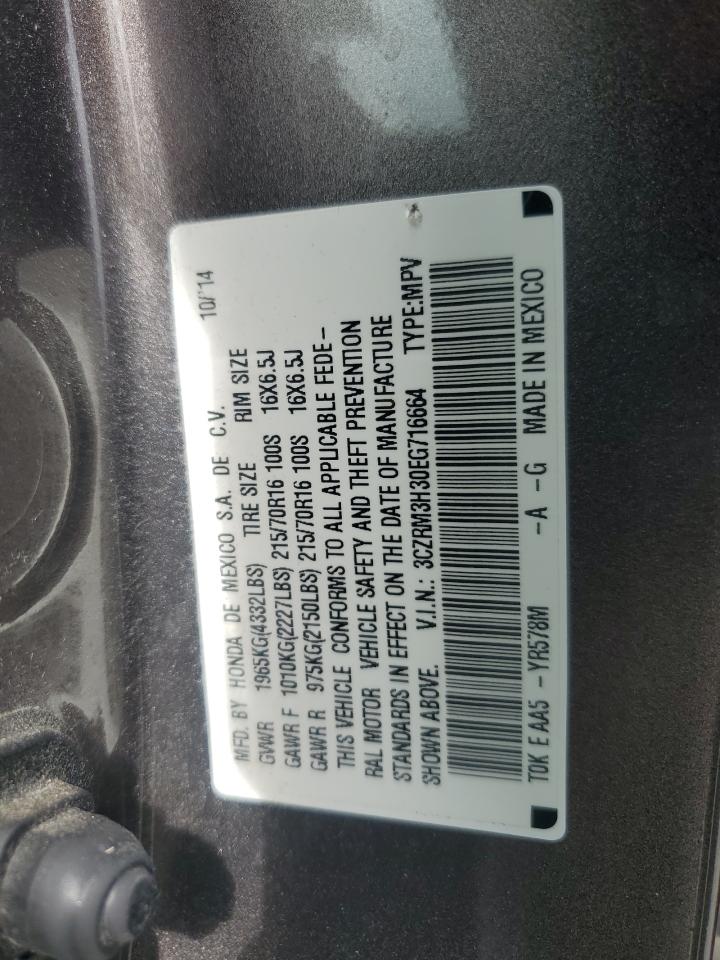 10/'14
MFD. BY HONDA DE MEXICO S.A. DE C.V.
GVWR 1965KG(4332LBS) TIRE SIZE RIM SIZE
GAWR F 1010KG(2227LBS) 215/70R16 100S 16X6.5J
GAWR R 975KG(2150LBS) 215/70R16 100S 16X6.5J
THIS VEHICLE CONFORMS TO ALL APPLICABLE FEDE-
RAL MOTOR VEHICLE SAFETY AND THEFT PREVENTION
STANDARDS IN EFFECT ON THE DATE OF MANUFACTURE
SHOWN ABOVE. V.I.N.: 3CZRM3H30EG716664 TYPE:MPV
T0K E AA5 -YR578M -A -G MADE IN MEXICO